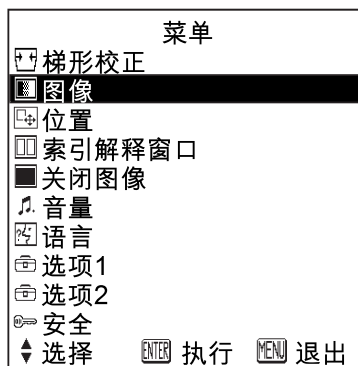 菜单
梯形校正
图像
位置
索引解释窗口
关闭图像
音量
语言
选项1
选项2
安全
选择 ENTER 执行 MENU 退出